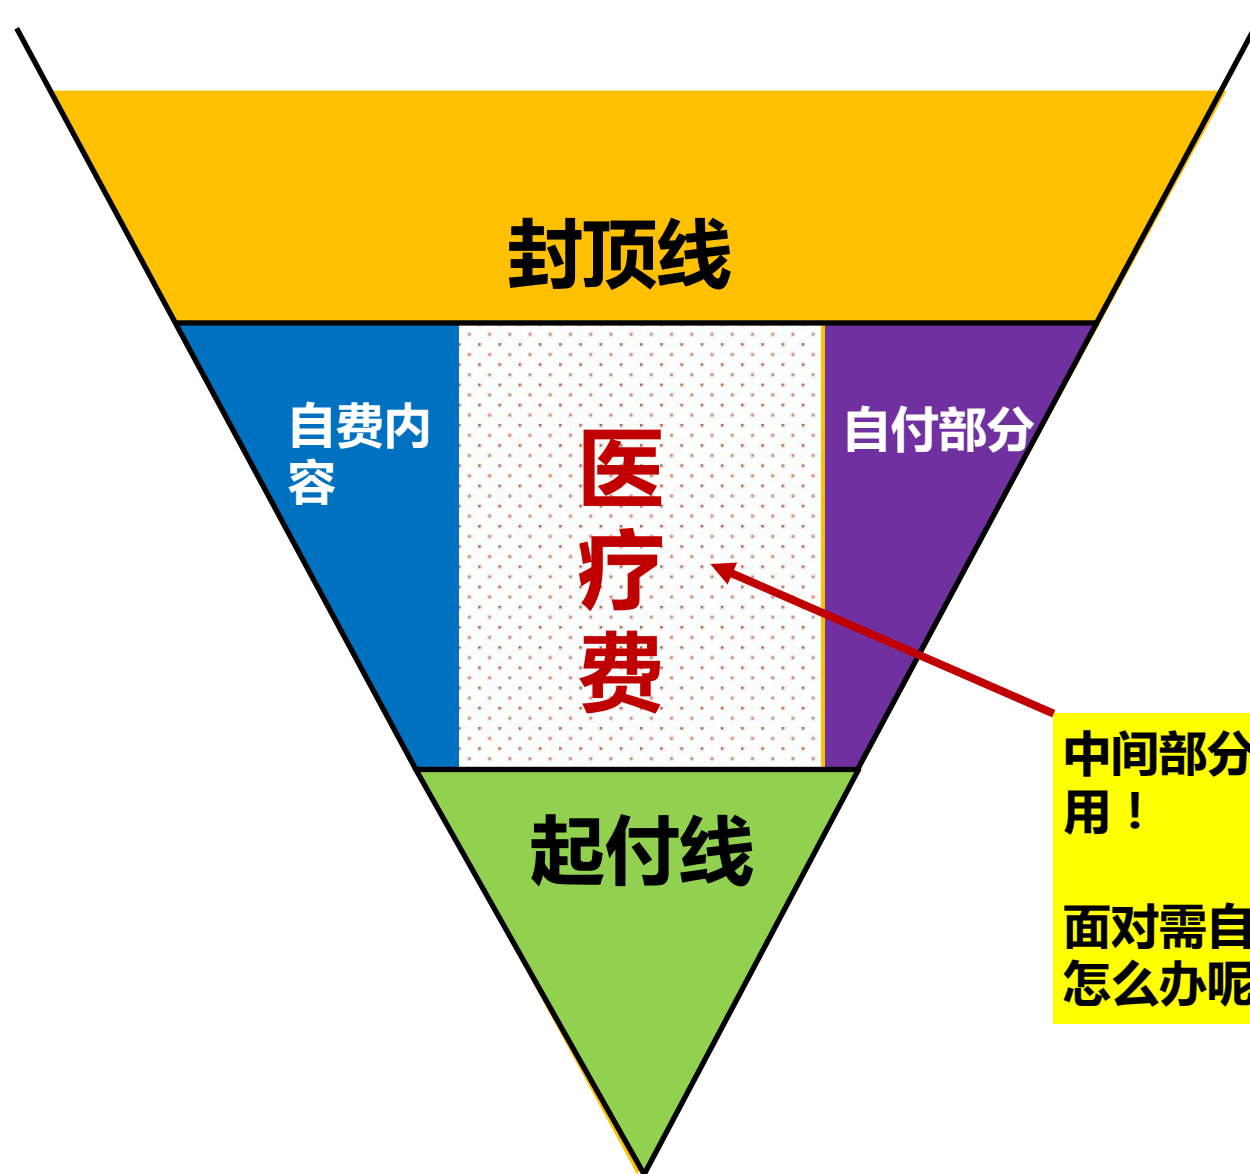 封顶线
自费内
容
医
疗
费
自付部分
起付线
中间部分
用！
面对需自
怎么办呢